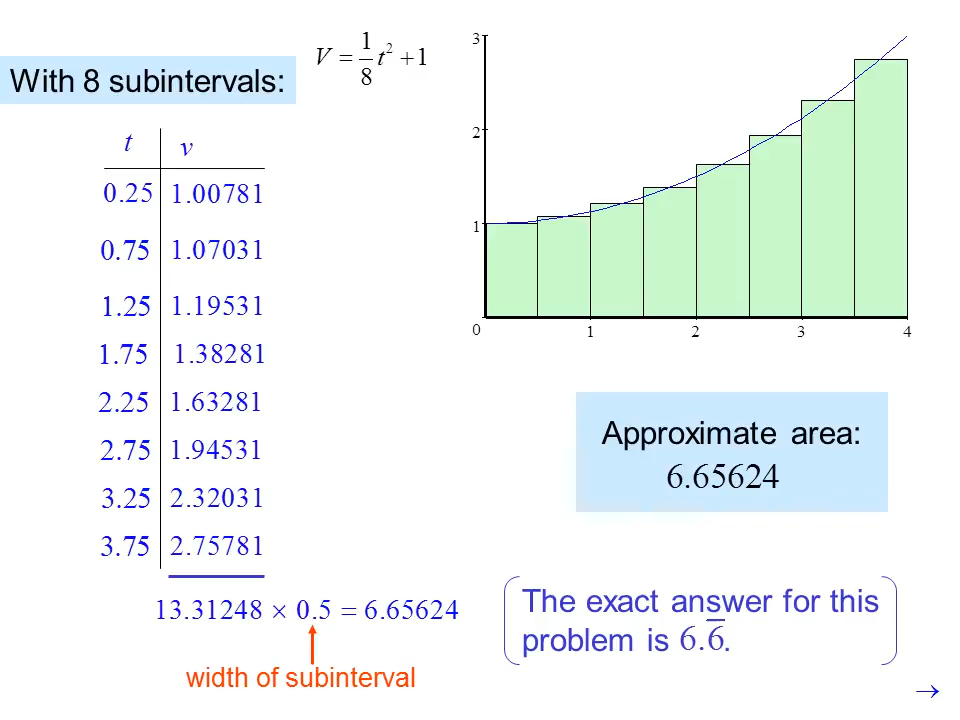 V = 1/8 t² + 1
With 8 subintervals:
t v
0.25 1.00781
0.75 1.07031
1.25 1.19531
1.75 1.38281
2.25 1.63281
2.75 1.94531
3.25 2.32031
3.75 2.75781
13.31248 × 0.5 = 6.65624
width of subinterval
3
2
1
0 1 2 3 4
Approximate area:
6.65624
The exact answer for this
problem is 6.6̅.
→